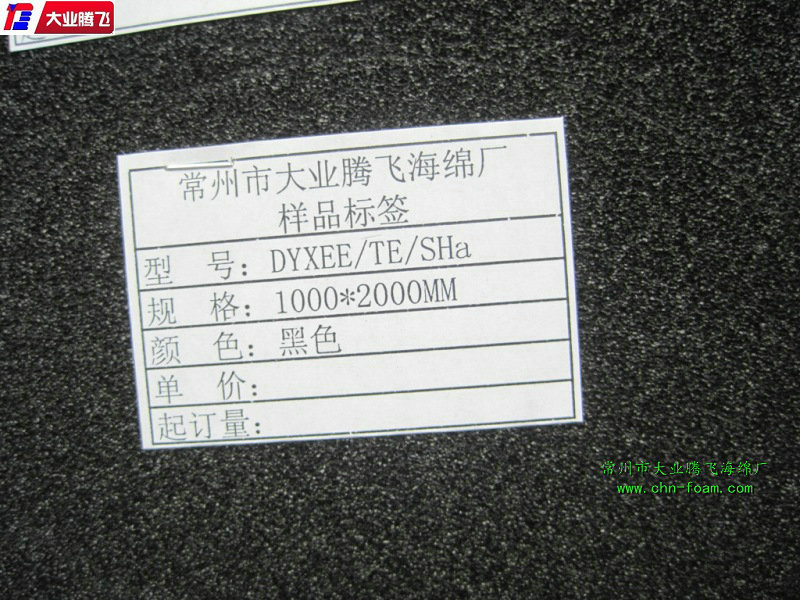 大业腾飞
常州市大业腾飞海绵厂
样品标签
型 号: DYXEE/TE/SHa
规 格: 1000*2000MM
颜 色: 黑色
单 价:
起订量:
常州市大业腾飞海绵厂
www.chn-foam.com